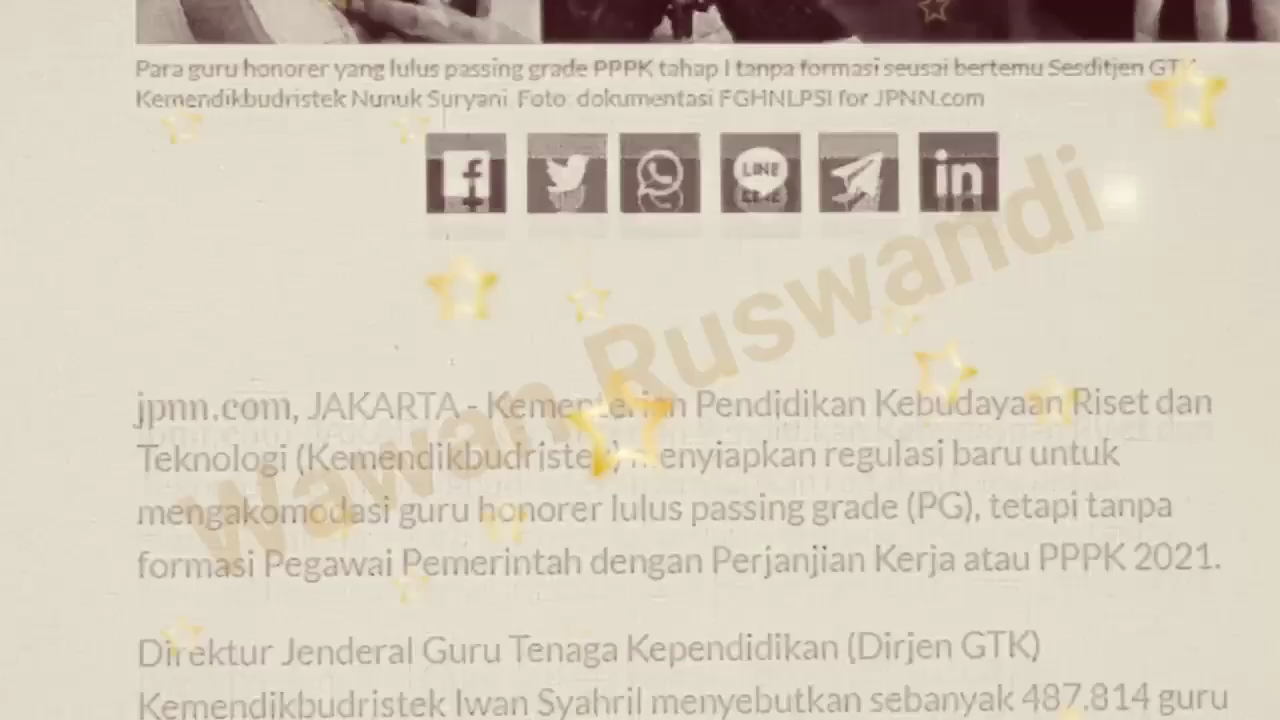 Para guru honorer yang lulus passing grade PPPK tahap I tanpa formasi seusai bertemu Sesditjen GTK
Kemendikbudristek Nunuk Suryani. Foto: dokumentasi FGHNLPSI for JPNN.com
LINE
in
Wawan Ruswandi
jpnn.com, JAKARTA - Kementerian Pendidikan Kebudayaan Riset dan
Teknologi (Kemendikbudristek) menyiapkan regulasi baru untuk
mengakomodasi guru honorer lulus passing grade (PG), tetapi tanpa
formasi Pegawai Pemerintah dengan Perjanjian Kerja atau PPPK 2021.
Direktur Jenderal Guru Tenaga Kependidikan (Dirjen GTK)
Kemendikbudristek Iwan Syahril menyebutkan sebanyak 487.814 guru